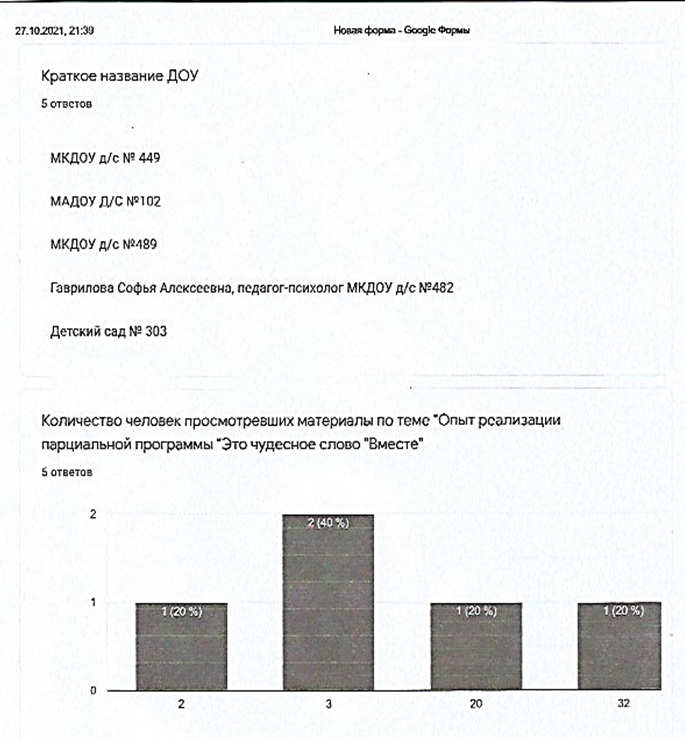 27.10.2021, 21:39
Новая форма - Google Формы
Краткое название ДОУ
5 ответов
МКДОУ д/с № 449
МАДОУ Д/С №102
МКДОУ д/с №489
Гаврилова Софья Алексеевна, педагог-психолог МКДОУ д/с №482
Детский сад № 303
Количество человек просмотревших материалы по теме "Опыт реализации
парциальной программы "Это чудесное слово "Вместе"
5 ответов
2
2 (40 %)
1
1 (20 %)
1 (20 %)
1 (20 %)
0
2
3
20
32